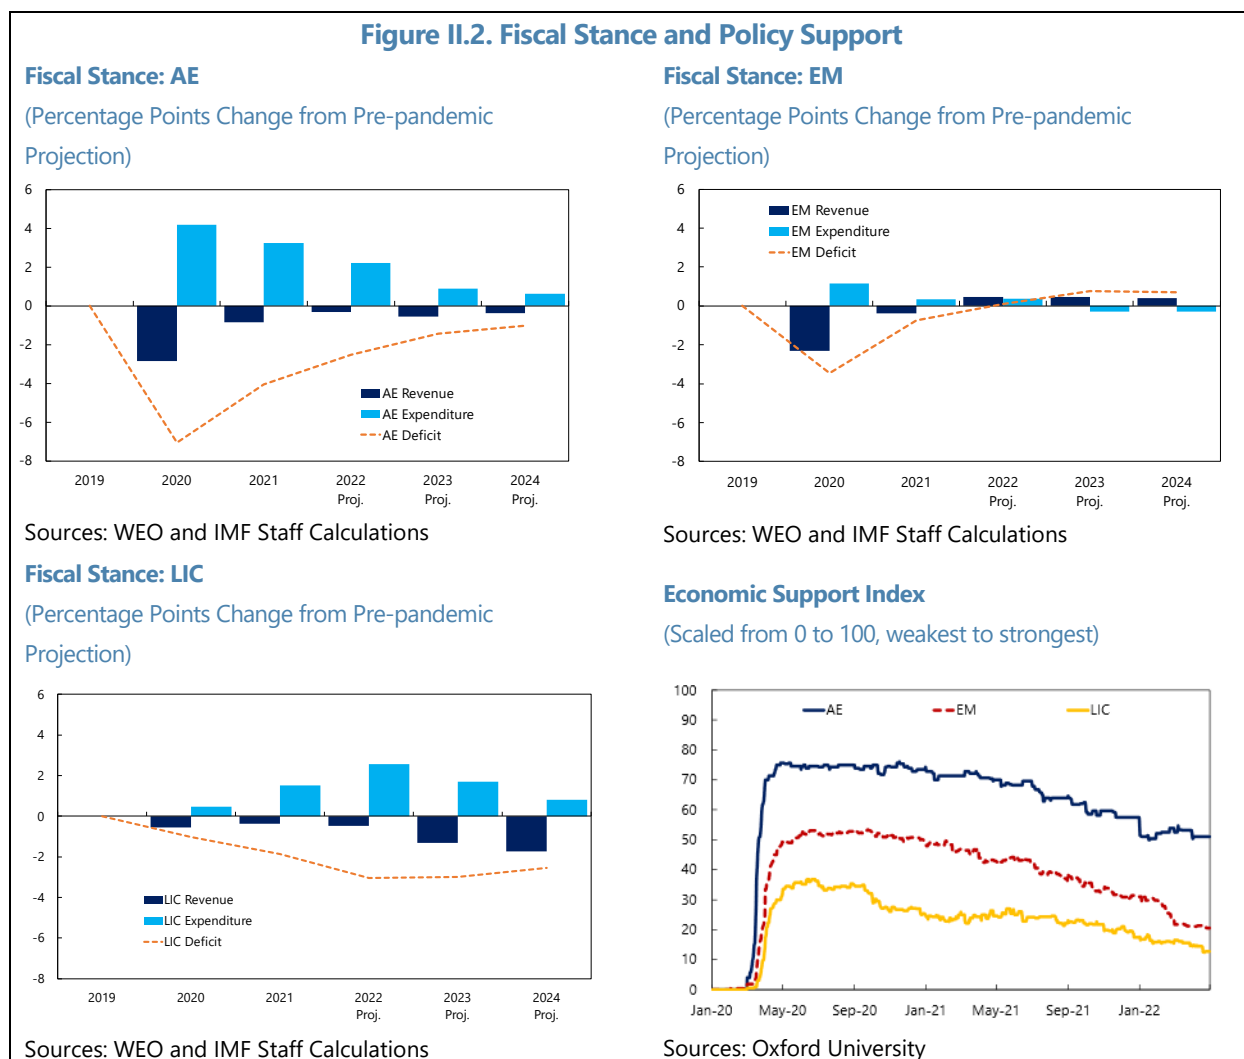 Figure II.2. Fiscal Stance and Policy Support
Fiscal Stance: AE
(Percentage Points Change from Pre-pandemic
Projection)
6
4
2
0
-2
-4
-6
-8
AE Revenue
AE Expenditure
AE Deficit
2019
2020
2021
2022
Proj.
2023
Proj.
2024
Proj.
Sources: WEO and IMF Staff Calculations
Fiscal Stance: EM
(Percentage Points Change from Pre-pandemic
Projection)
6
4
2
0
-2
-4
-6
-8
EM Revenue
EM Expenditure
EM Deficit
2019
2020
2021
2022
Proj.
2023
Proj.
2024
Proj.
Sources: WEO and IMF Staff Calculations
Fiscal Stance: LIC
(Percentage Points Change from Pre-pandemic
Projection)
6
4
2
0
-2
-4
-6
-8
LIC Revenue
LIC Expenditure
LIC Deficit
2019
2020
2021
2022
Proj.
2023
Proj.
2024
Proj.
Sources: WEO and IMF Staff Calculations
Economic Support Index
(Scaled from 0 to 100, weakest to strongest)
100
90
80
70
60
50
40
30
20
10
0
AE
EM
LIC
Jan-20
May-20
Sep-20
Jan-21
May-21
Sep-21
Jan-22
Sources: Oxford University